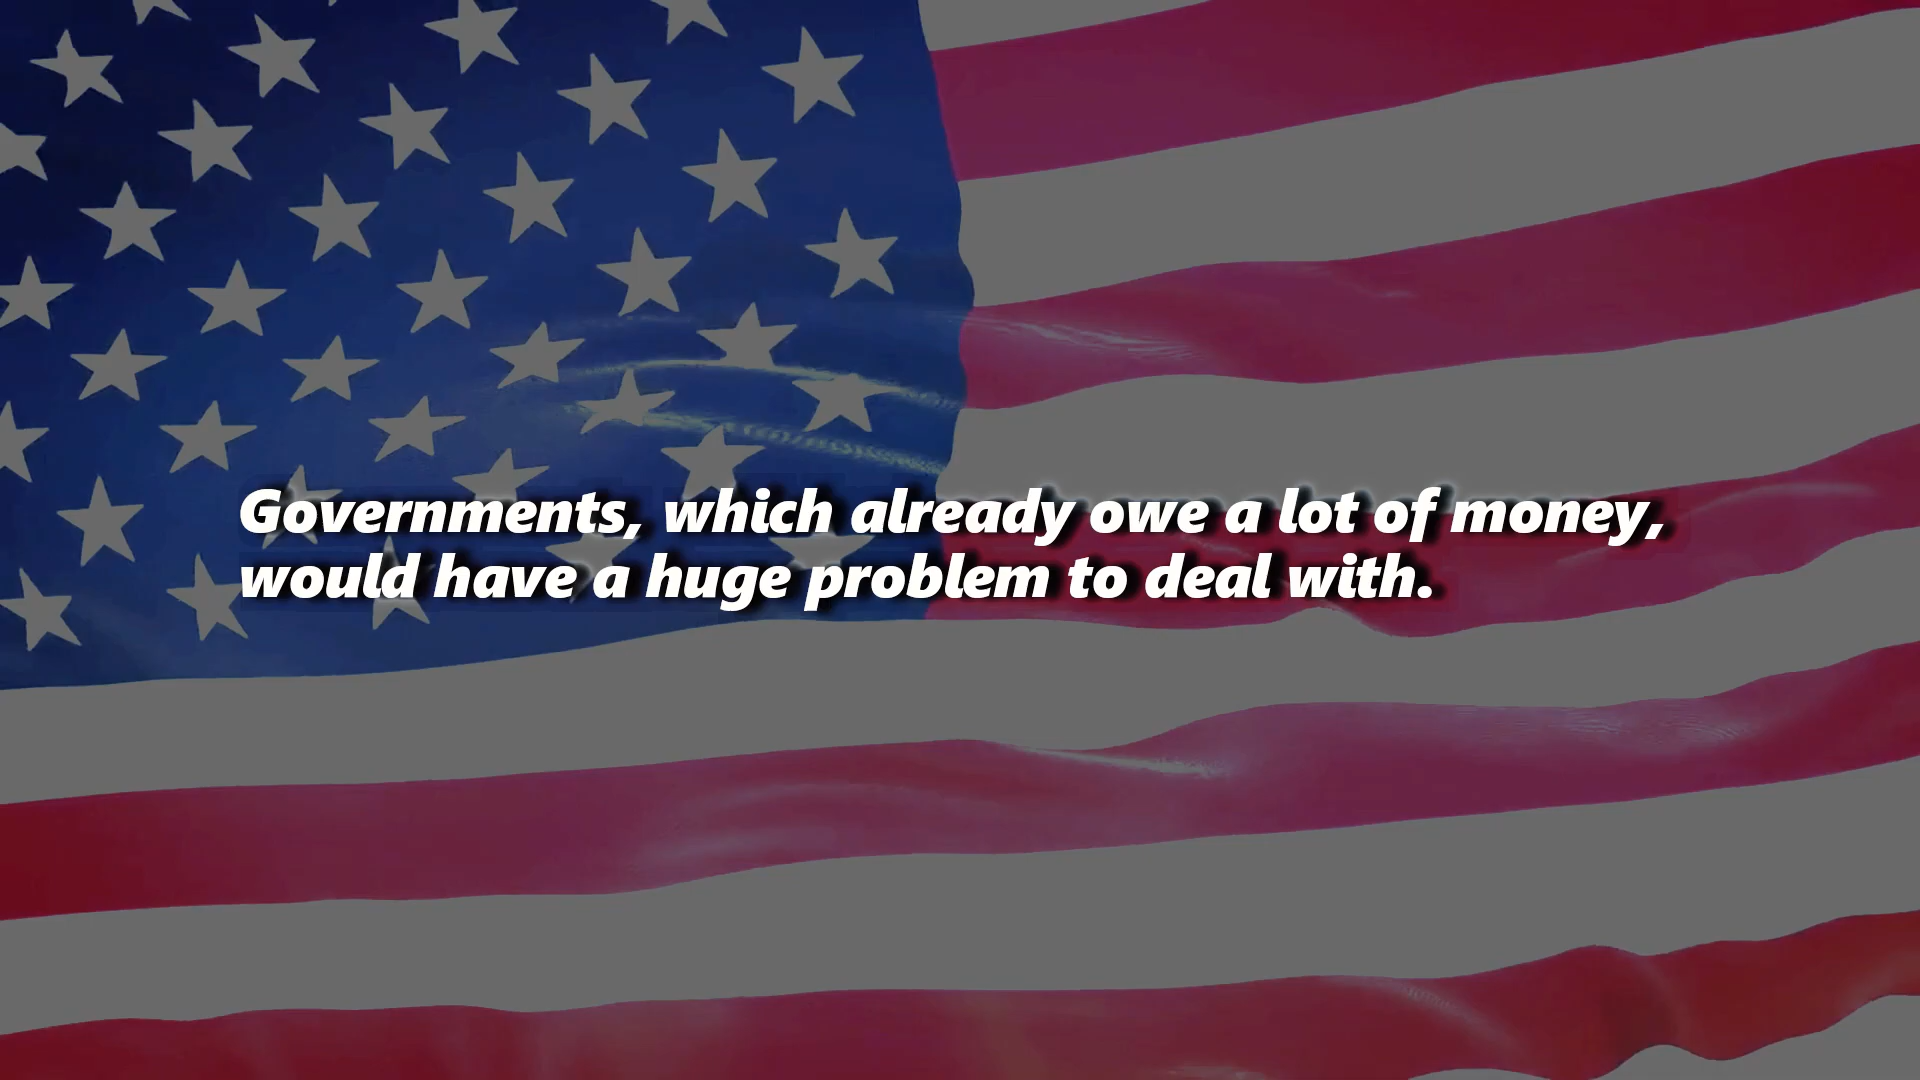 Governments, which already owe a lot of money,
would have a huge problem to deal with.